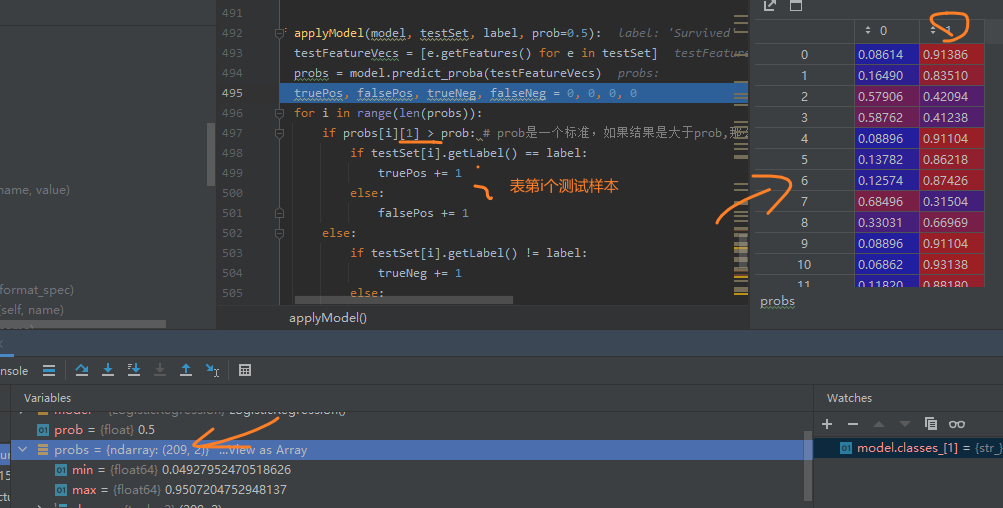 491
492 applyModel(model, testSet, label, prob=0.5): label: 'Survived'
493 testFeatureVecs = [e.getFeatures() for e in testSet] testFeature
494 probs = model.predict_proba(testFeatureVecs) probs:
495 truePos, falsePos, trueNeg, falseNeg = 0, 0, 0, 0
496 for i in range(len(probs)):
497 if probs[i][1] > prob: # prob是一个标准，如果结果是大于prob,
498 if testSet[i].getLabel() == label:
499 truePos += 1
500 else:
501 falsePos += 1
502 else:
503 if testSet[i].getLabel() != label:
504 trueNeg += 1
505 else:
表第i个测试样本
applyModel()
name, value)
format_spec)
(self, name)
0 1
0 0.08614 0.91386
1 0.16490 0.83510
2 0.57906 0.42094
3 0.58762 0.41238
4 0.08896 0.91104
5 0.13782 0.86218
6 0.12574 0.87426
7 0.68496 0.31504
8 0.33031 0.66969
9 0.08896 0.91104
10 0.06862 0.93138
11 0.11820 0.88180
probs
nsole
Variables
prob = {float} 0.5
probs = {ndarray: (209, 2)} ...View as Array
min = {float64} 0.04927952470518626
max = {float64} 0.9507204752948137
Watches
model.classes_[1] = {str_}